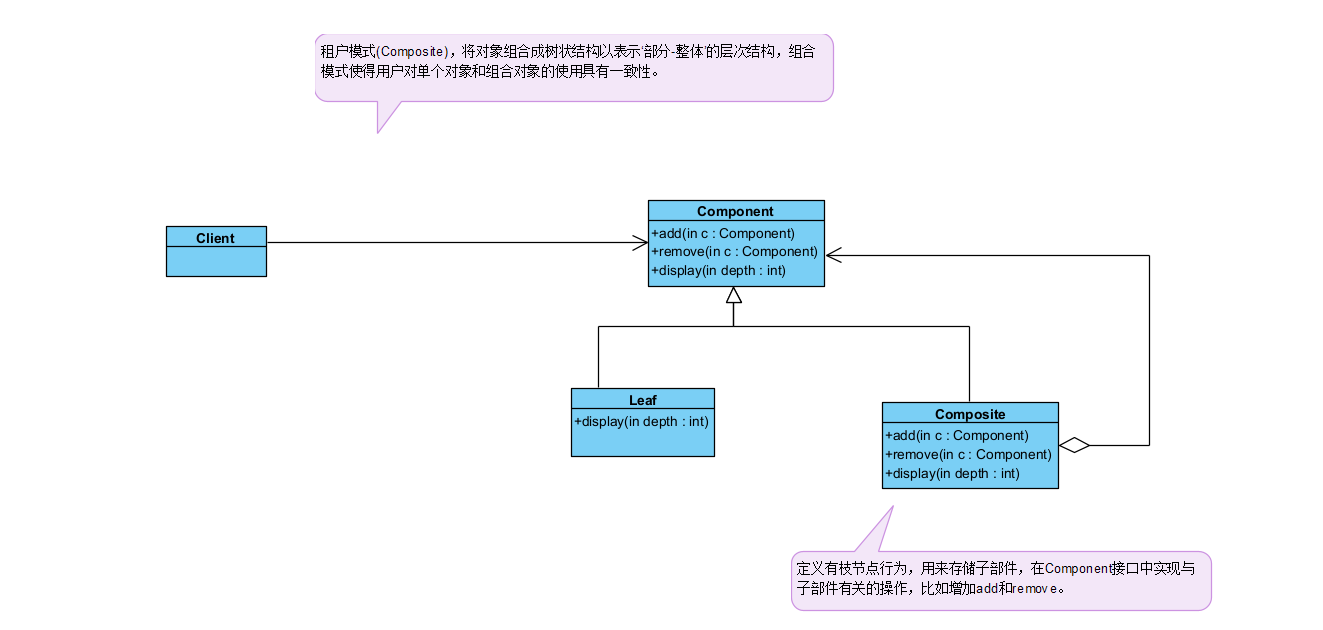 租户模式(Composite)，将对象组合成树状结构以表示‘部分-整体’的层次结构，组合
模式使得用户对单个对象和组合对象的使用具有一致性。
Component
+add(in c : Component)
+remove(in c : Component)
+display(in depth : int)
Client
Leaf
+display(in depth : int)
Composite
+add(in c : Component)
+remove(in c : Component)
+display(in depth : int)
定义有枝节点行为，用来存储子部件，在Component接口中实现与
子部件有关的操作，比如增加add和remove。